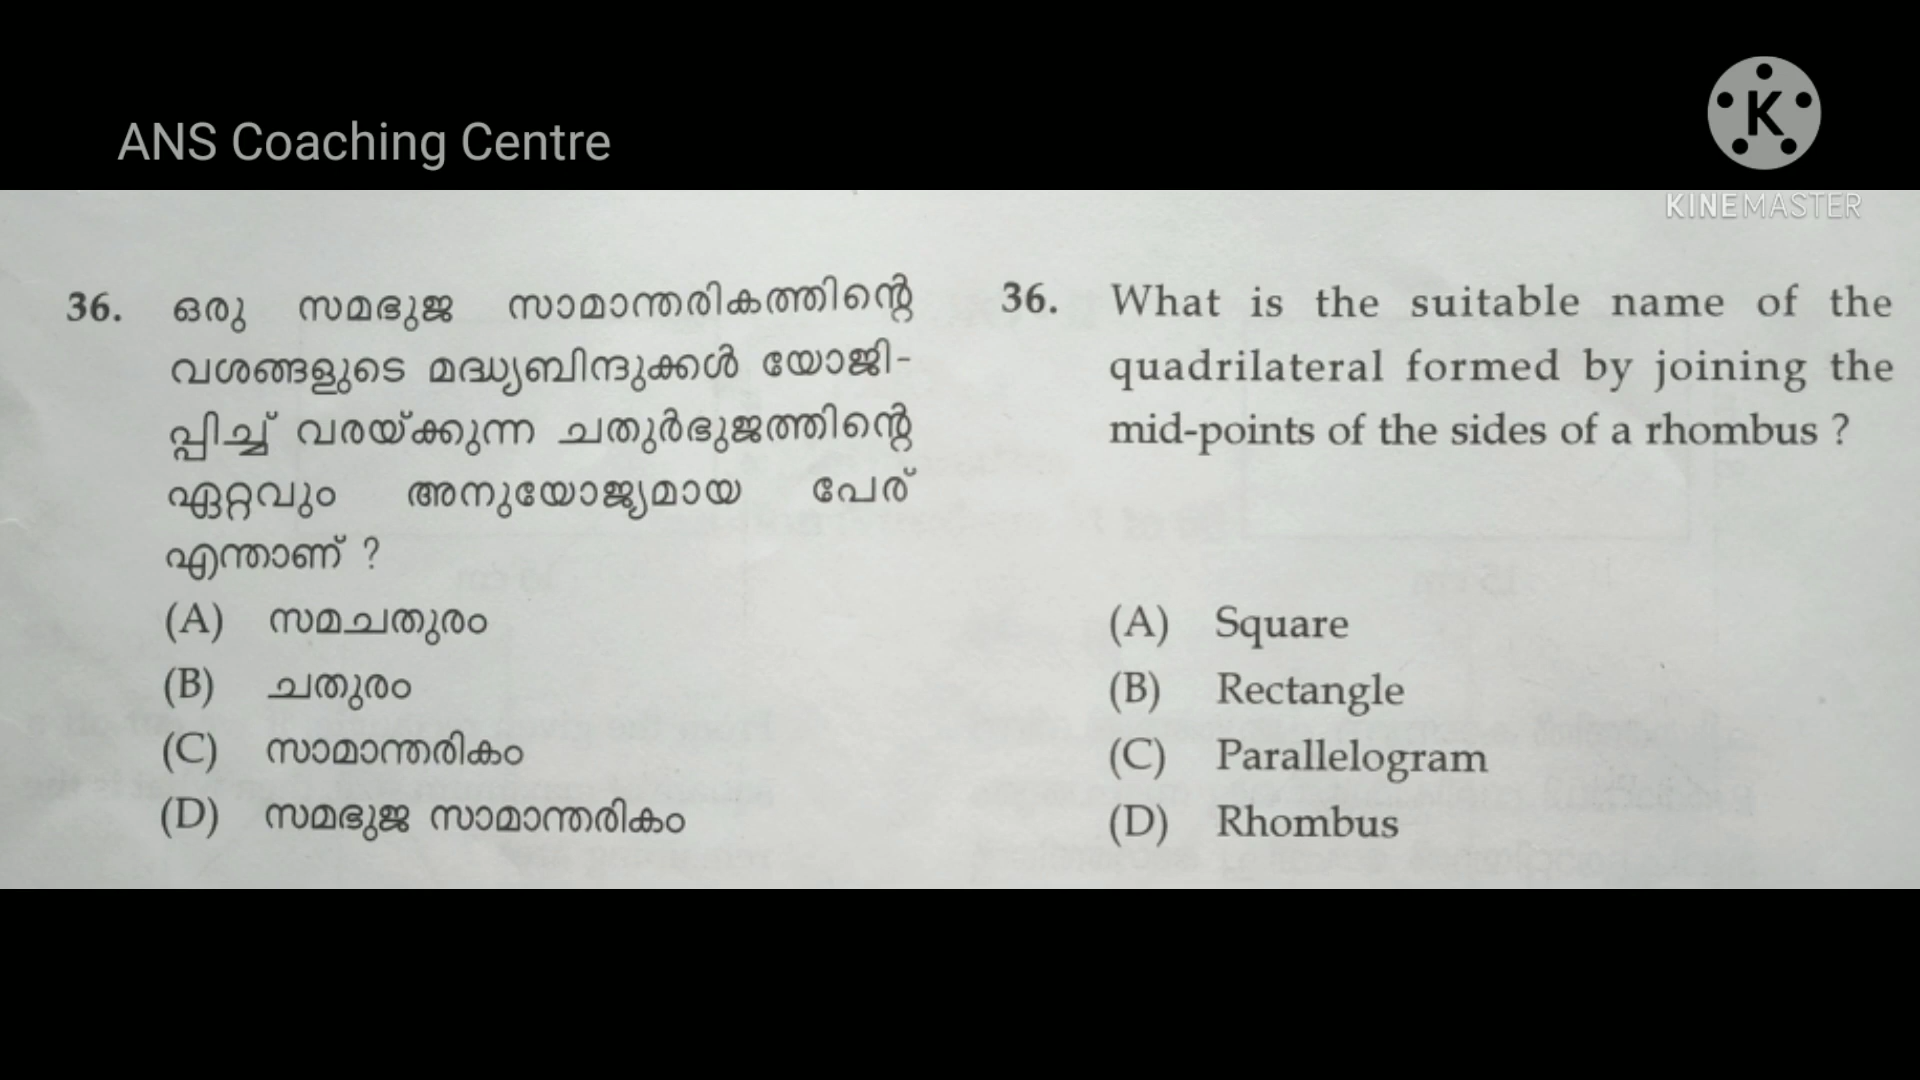 ANS Coaching Centre
K
KINEMASTER
36. ഒരു സമഭുജ സാമാന്തരികത്തിന്റെ
വശങ്ങളുടെ മദ്ധ്യബിന്ദുക്കൾ യോജി-
പ്പിച്ച് വരയ്ക്കുന്ന ചതുർഭുജത്തിന്റെ
ഏറ്റവും അനുയോജ്യമായ പേര്
എന്താണ് ?
(A) സമചതുരം
(B) ചതുരം
(C) സാമാന്തരികം
(D) സമഭുജ സാമാന്തരികം
36. What is the suitable name of the
quadrilateral formed by joining the
mid-points of the sides of a rhombus ?
(A) Square
(B) Rectangle
(C) Parallelogram
(D) Rhombus